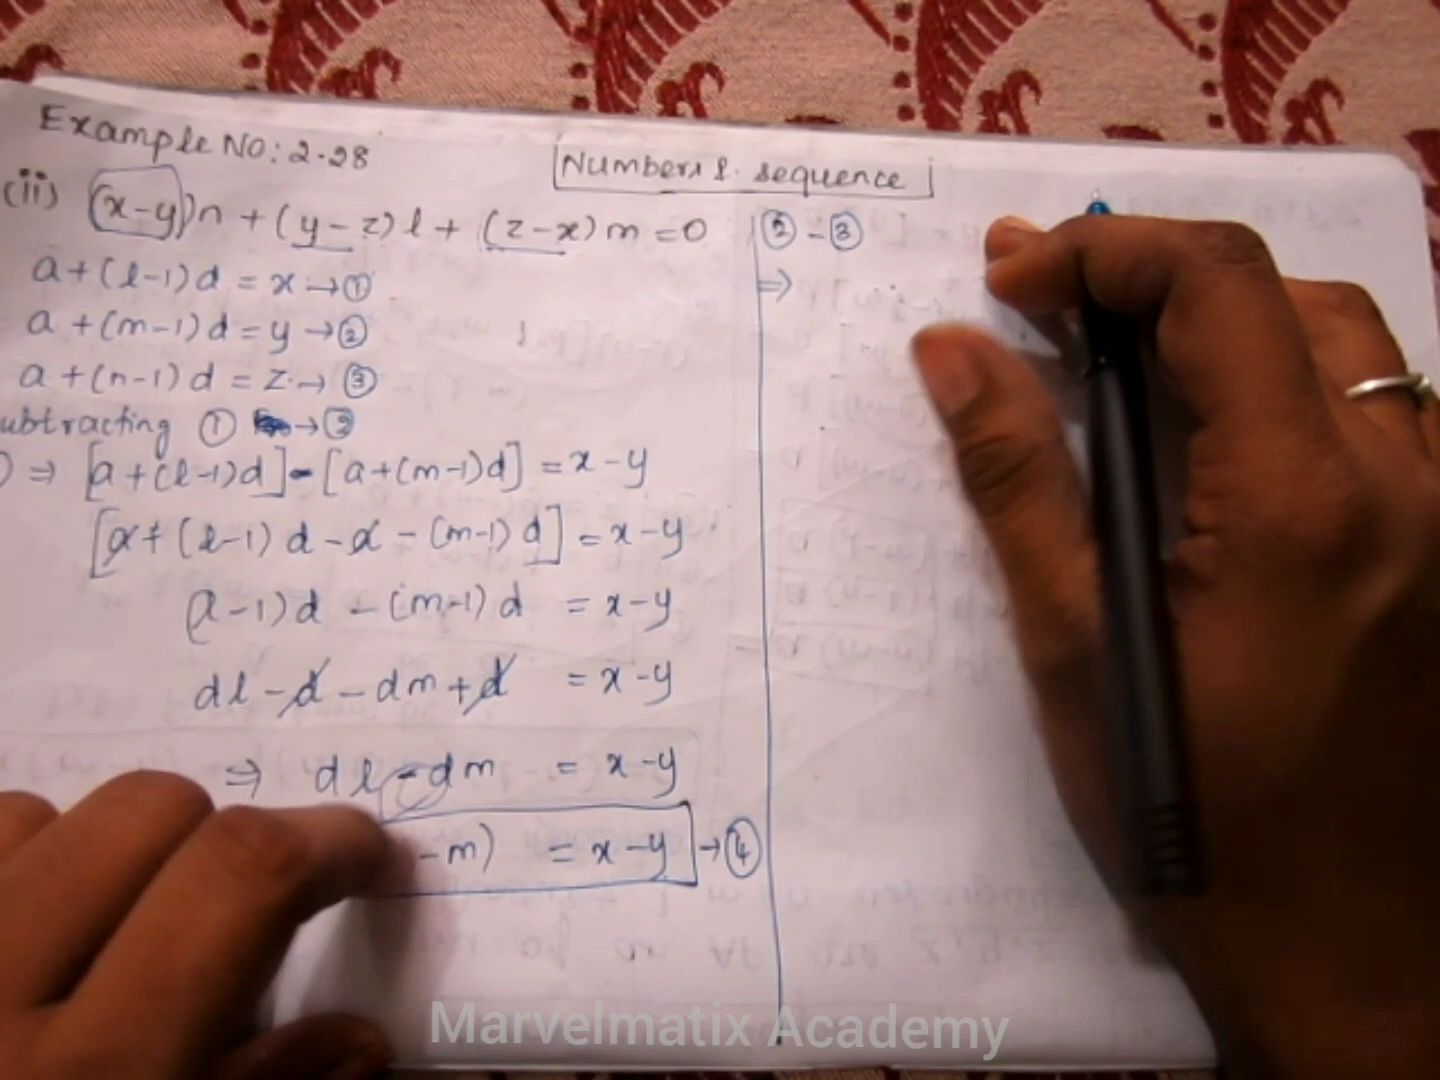 Example NO: 2.28
Numbers & sequence
(ii) (x-y)n + (y-z)l + (z-x)m = 0
a+(l-1)d = x → ①
a+(m-1)d = y → ②
a+(n-1)d = z → ③
ubtracting ① → ②
⇒ [a+(l-1)d] - [a+(m-1)d] = x-y
[a+(l-1)d - a - (m-1)d] = x-y
(l-1)d - (m-1)d = x-y
dl - d - dm + d = x-y
⇒ dl - dm = x-y
-m) = x-y → ④
② - ③
⇒
Marvelmatix Academy